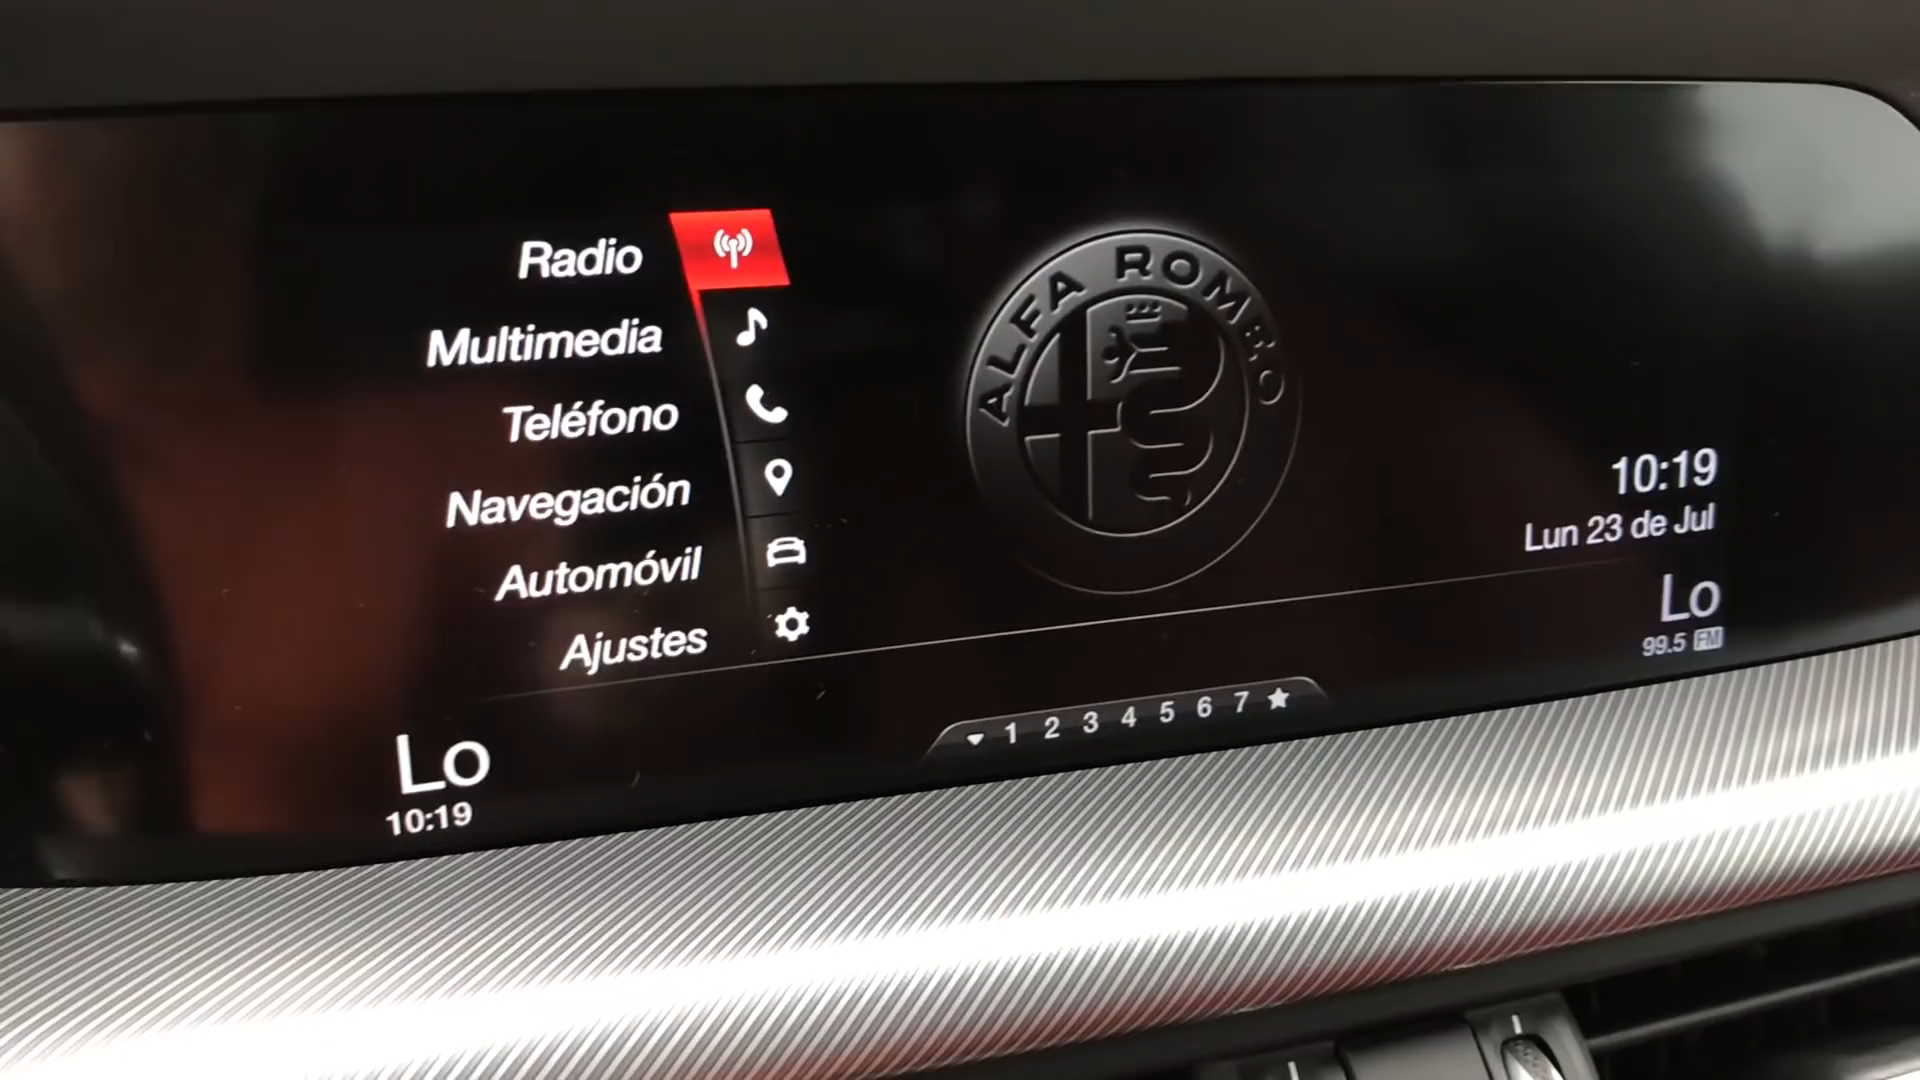 Radio
Multimedia
Teléfono
Navegación
Automóvil
Ajustes
ALFA ROMEO
10:19
Lun 23 de Jul
Lo
99.5 FM
Lo
10:19
1 2 3 4 5 6 7